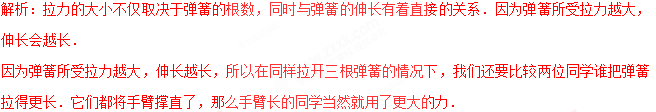 解析：拉力的大小不仅取决于弹簧的根数，同时与弹簧的伸长有着直接的关系．因为弹簧所受拉力越大，
伸长会越长．
因为弹簧所受拉力越大，伸长越长，所以在同样拉开三根弹簧的情况下，我们还要比较两位同学谁把弹簧
拉得更长．它们都将手臂撑直了，那么手臂长的同学当然就用了更大的力．